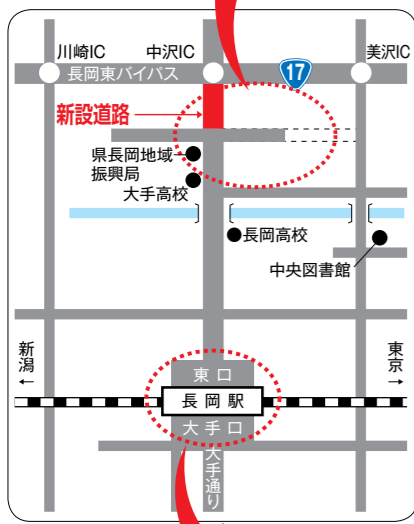 川崎IC
中沢IC
美沢IC
長岡東バイパス
17
新設道路
県長岡地域
振興局
大手高校
長岡高校
中央図書館
新潟
←
東京
→
東口
長岡駅
大手口
大手通り